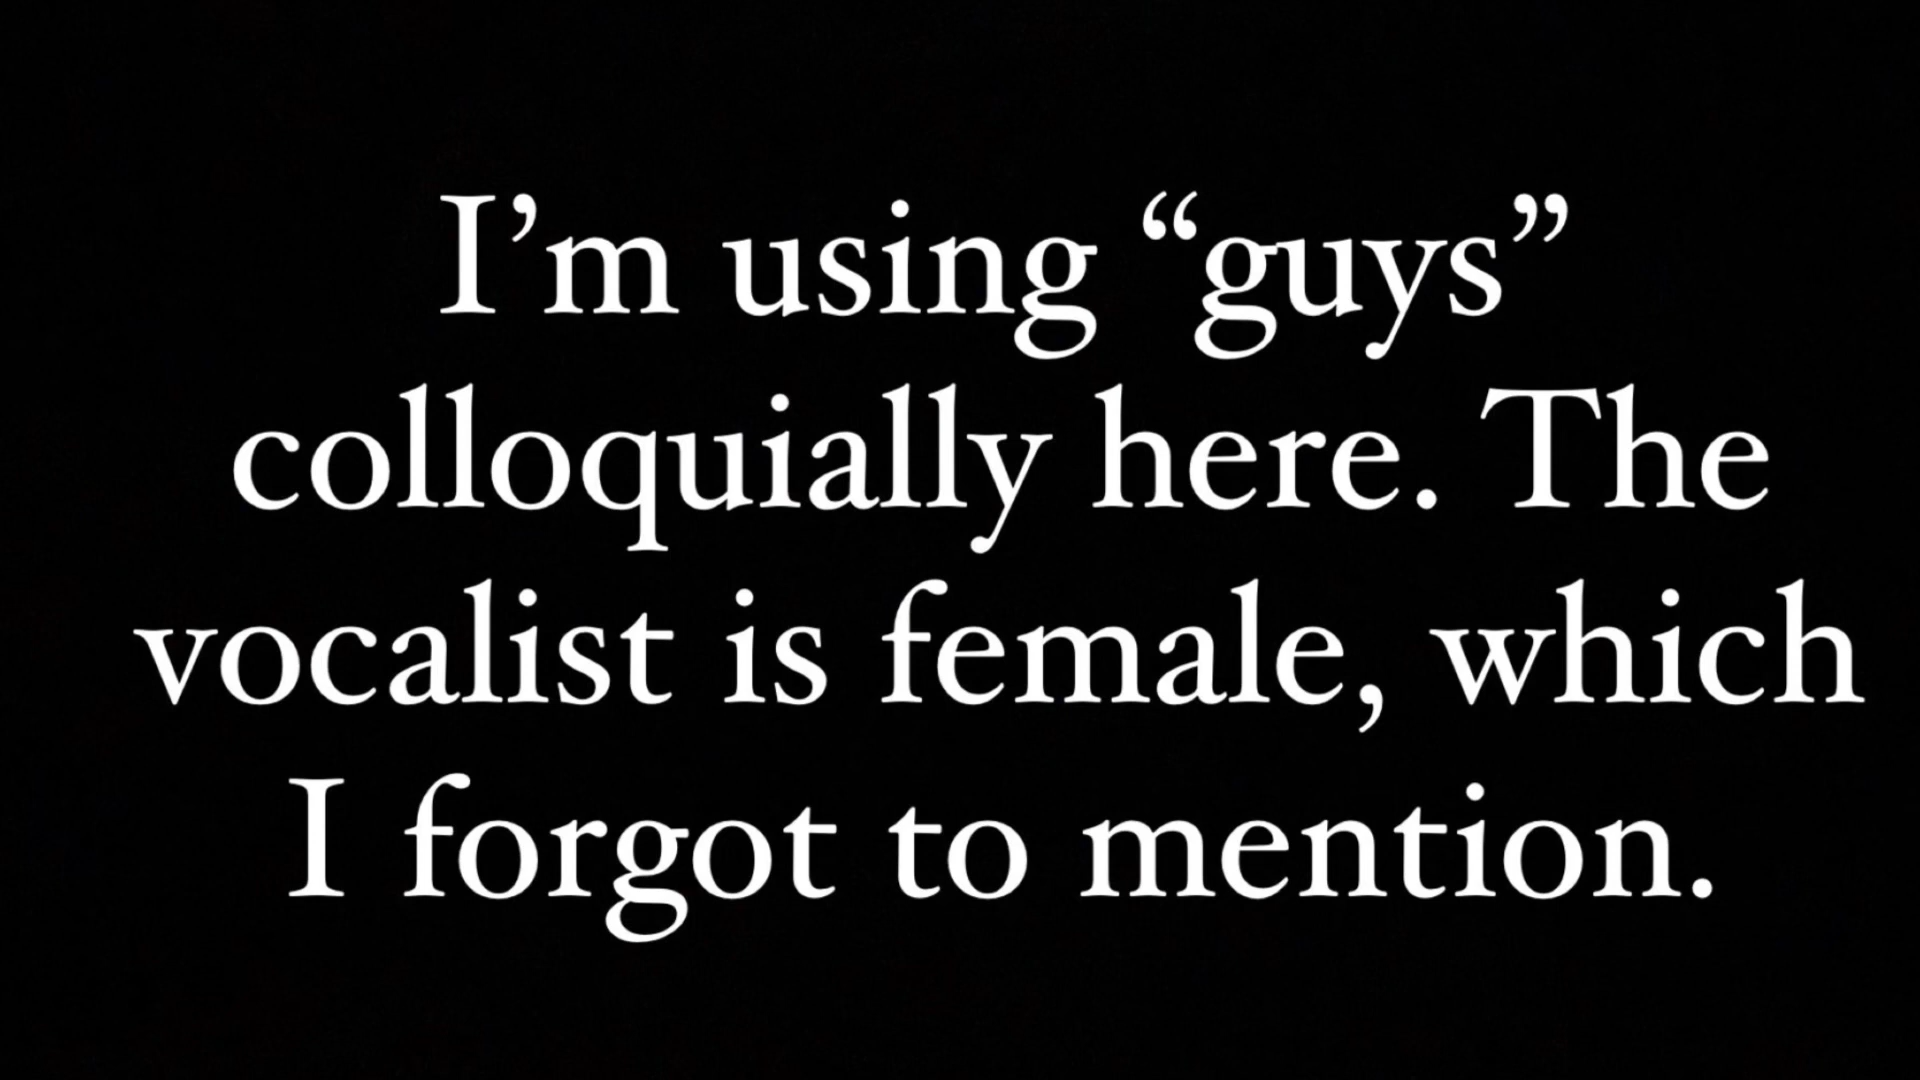 I’m using “guys”
colloquially here. The
vocalist is female, which
I forgot to mention.